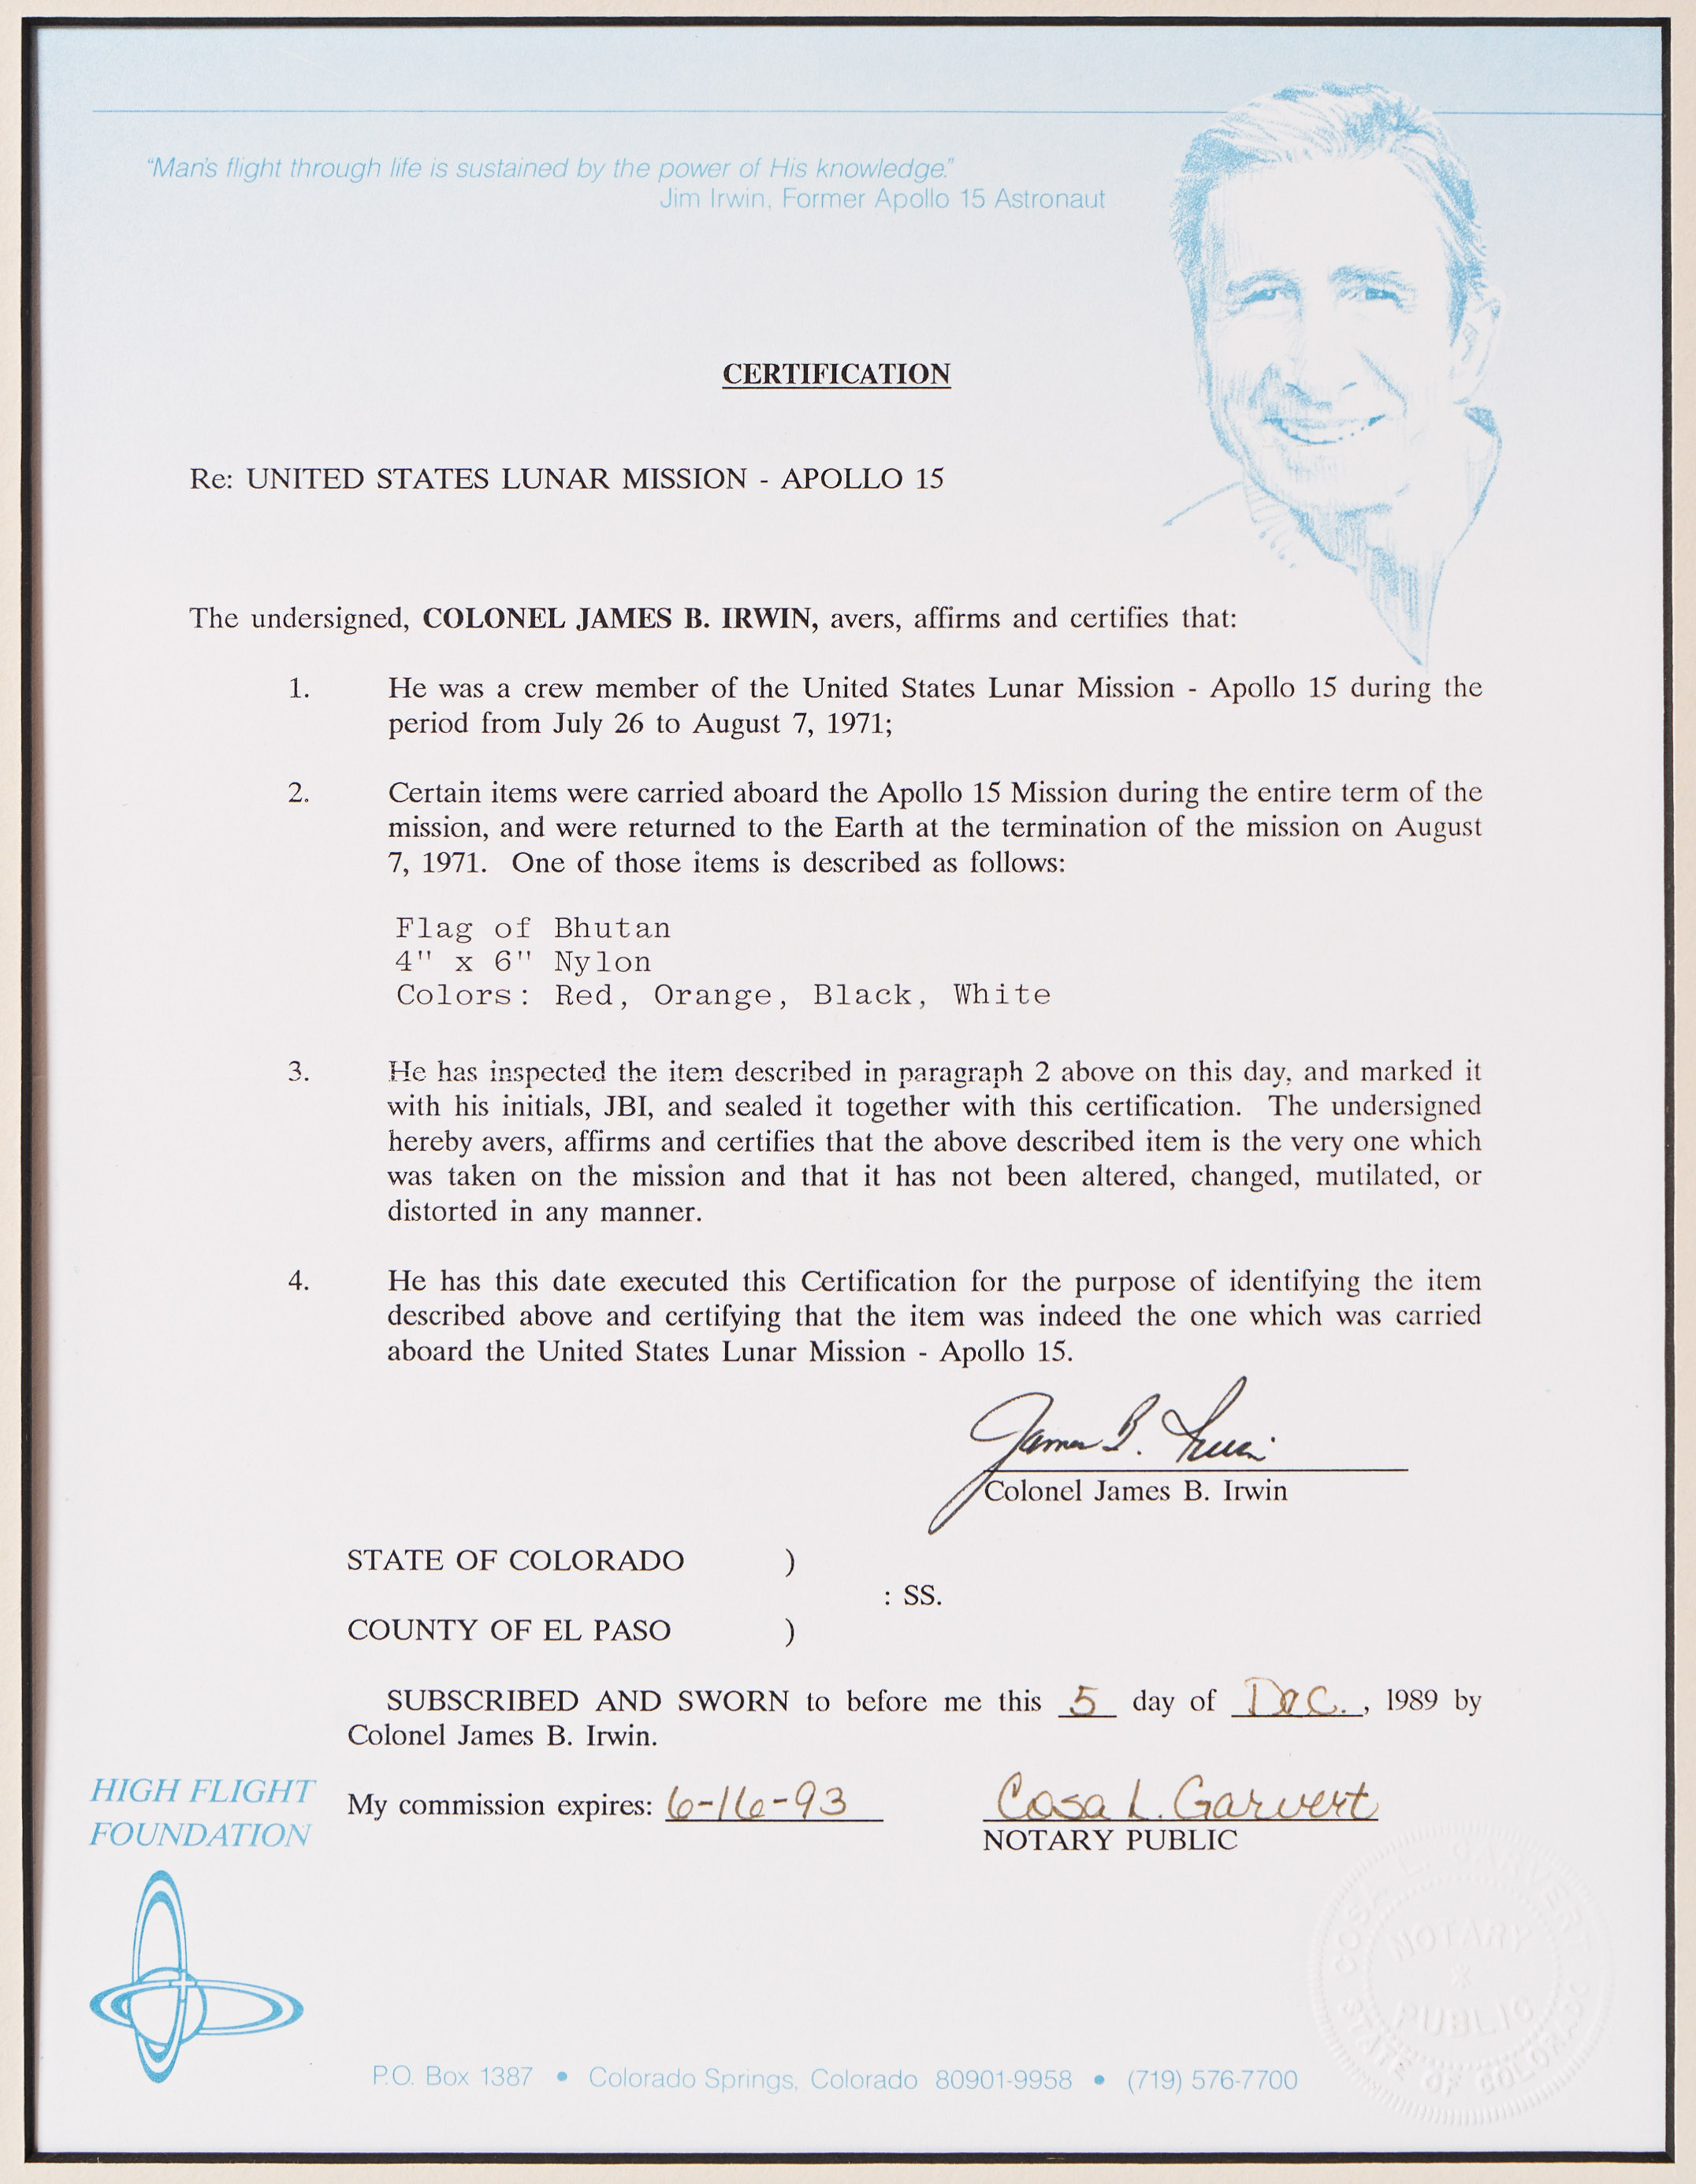 “Man's flight through life is sustained by the power of His knowledge.”
Jim Irwin, Former Apollo 15 Astronaut
CERTIFICATION
Re: UNITED STATES LUNAR MISSION - APOLLO 15
The undersigned, COLONEL JAMES B. IRWIN, avers, affirms and certifies that:
1. He was a crew member of the United States Lunar Mission - Apollo 15 during the
period from July 26 to August 7, 1971;
2. Certain items were carried aboard the Apollo 15 Mission during the entire term of the
mission, and were returned to the Earth at the termination of the mission on August
7, 1971. One of those items is described as follows:
Flag of Bhutan
4" x 6" Nylon
Colors: Red, Orange, Black, White
3. He has inspected the item described in paragraph 2 above on this day, and marked it
with his initials, JBI, and sealed it together with this certification. The undersigned
hereby avers, affirms and certifies that the above described item is the very one which
was taken on the mission and that it has not been altered, changed, mutilated, or
distorted in any manner.
4. He has this date executed this Certification for the purpose of identifying the item
described above and certifying that the item was indeed the one which was carried
aboard the United States Lunar Mission - Apollo 15.
James B. Irwin
Colonel James B. Irwin
STATE OF COLORADO )
: SS.
COUNTY OF EL PASO )
SUBSCRIBED AND SWORN to before me this 5 day of Dec., 1989 by
Colonel James B. Irwin.
My commission expires: 6-16-93
Cosa L. Garvert
NOTARY PUBLIC
HIGH FLIGHT
FOUNDATION
COSA L. GARVERT
NOTARY
PUBLIC
STATE OF COLORADO
P.O. Box 1387 • Colorado Springs, Colorado 80901-9958 • (719) 576-7700